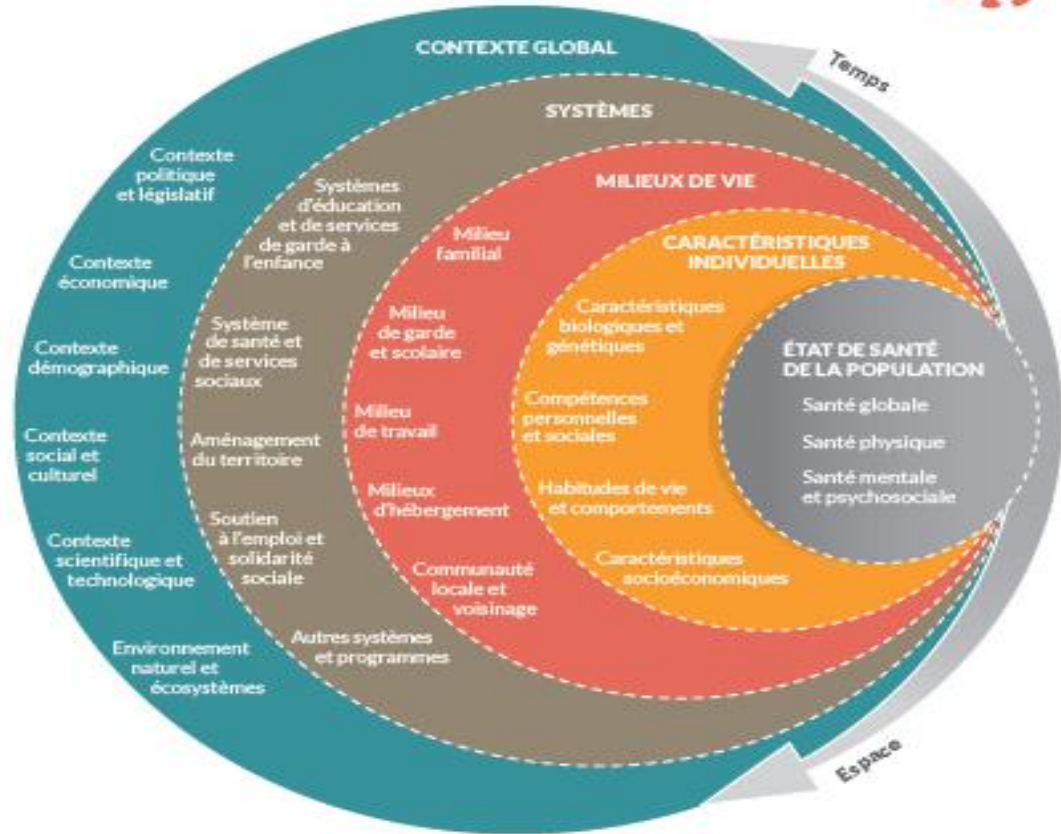 CONTEXTE GLOBAL
Contexte
politique
et législatif
Contexte
économique
Contexte
démographique
Contexte
social et
culturel
Contexte
scientifique et
technologique
Environnement
naturel et
écosystèmes
SYSTÈMES
Systèmes
d'éducation
et de services
de garde à
l'enfance
Système
de santé et
de services
sociaux
Aménagement
du territoire
Soutien
à l'emploi et
solidarité
sociale
Autres systèmes
et programmes
MILIEUX DE VIE
Milieu
familial
Milieu
de garde
et scolaire
Milieu
de travail
Milieux
d'hébergement
Communauté
locale et
voisinage
CARACTÉRISTIQUES
INDIVIDUELLES
Caractéristiques
biologiques et
génétiques
Compétences
personnelles
et sociales
Habitudes de vie
et comportements
Caractéristiques
socioéconomiques
ÉTAT DE SANTÉ
DE LA POPULATION
Santé globale
Santé physique
Santé mentale
et psychosociale
Temps
Espace